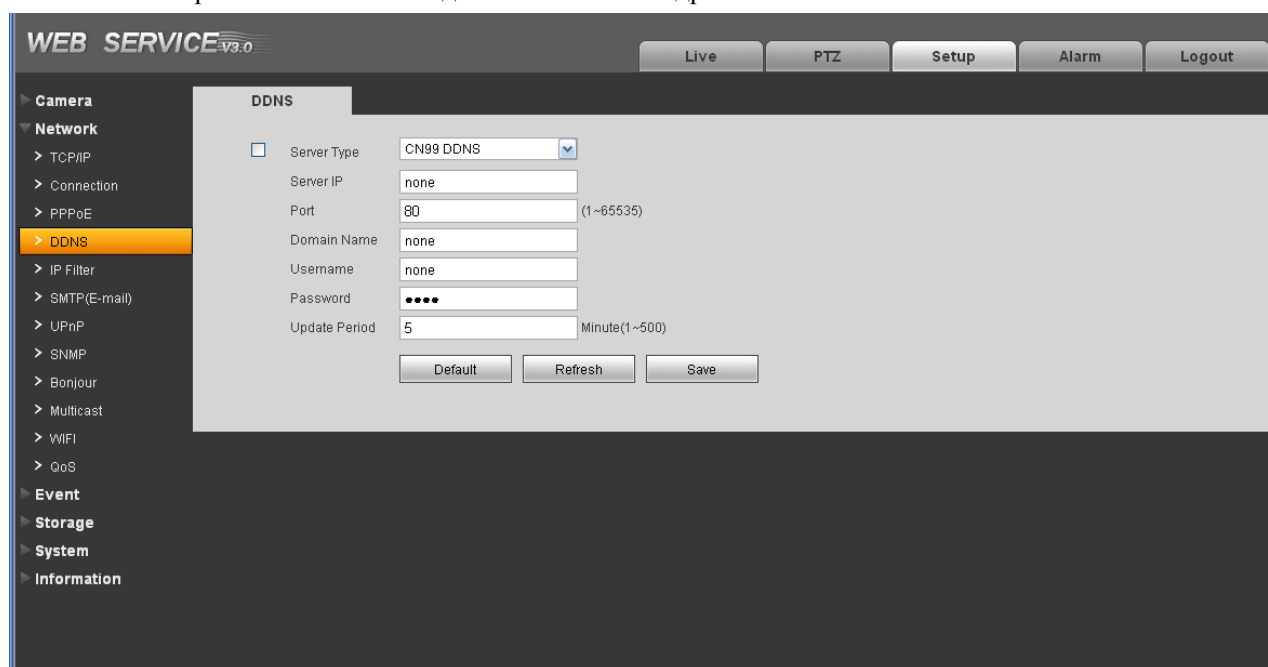 WEB SERVICE V3.0
Live PTZ Setup Alarm Logout
Camera
Network
> TCP/IP
> Connection
> PPPoE
> DDNS
> IP Filter
> SMTP(E-mail)
> UPnP
> SNMP
> Bonjour
> Multicast
> WIFI
> QoS
Event
Storage
System
Information
DDNS
Server Type CN99 DDNS
Server IP none
Port 80 (1~65535)
Domain Name none
Username none
Password ●●●●
Update Period 5 Minute(1~500)
Default Refresh Save